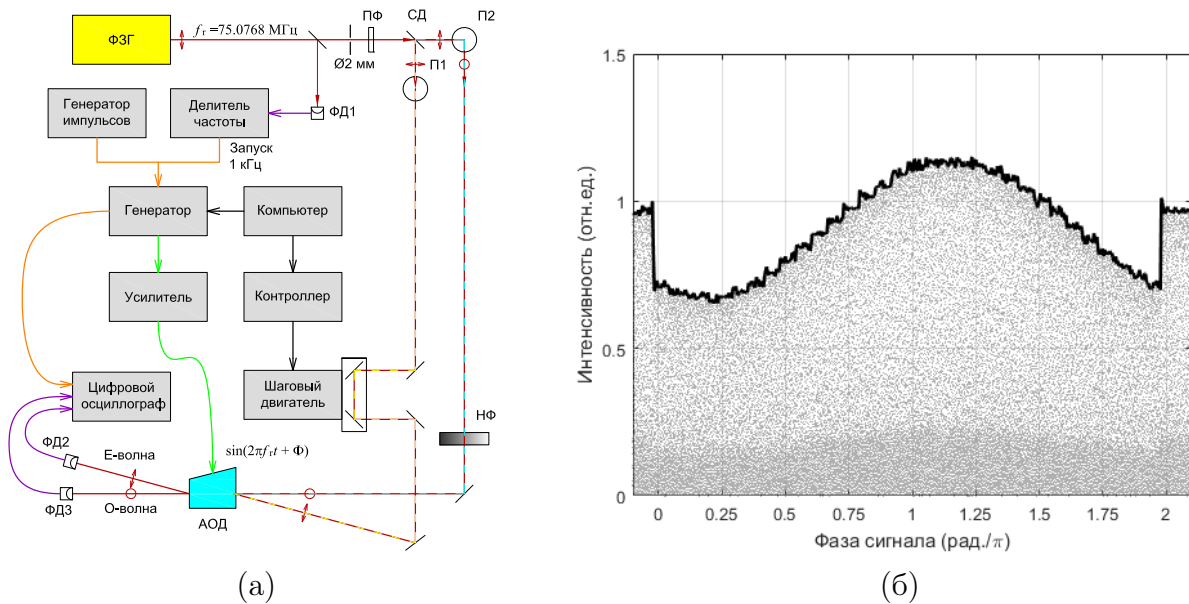 ФЗГ
fr =75.0768 МГц
Ø2 мм
ПФ
СД
П2
П1
ФД1
Генератор
импульсов
Делитель
частоты
Запуск
1 кГц
Генератор
Компьютер
Усилитель
Контроллер
Цифровой
осциллограф
Шаговый
двигатель
НФ
ФД2
E-волна
sin(2πfrt + Φ)
ФД3
O-волна
АОД
(а)
1.5
1
0.5
0
Интенсивность (отн.ед.)
0 0.25 0.5 0.75 1 1.25 1.5 1.75 2
Фаза сигнала (рад./π)
(б)